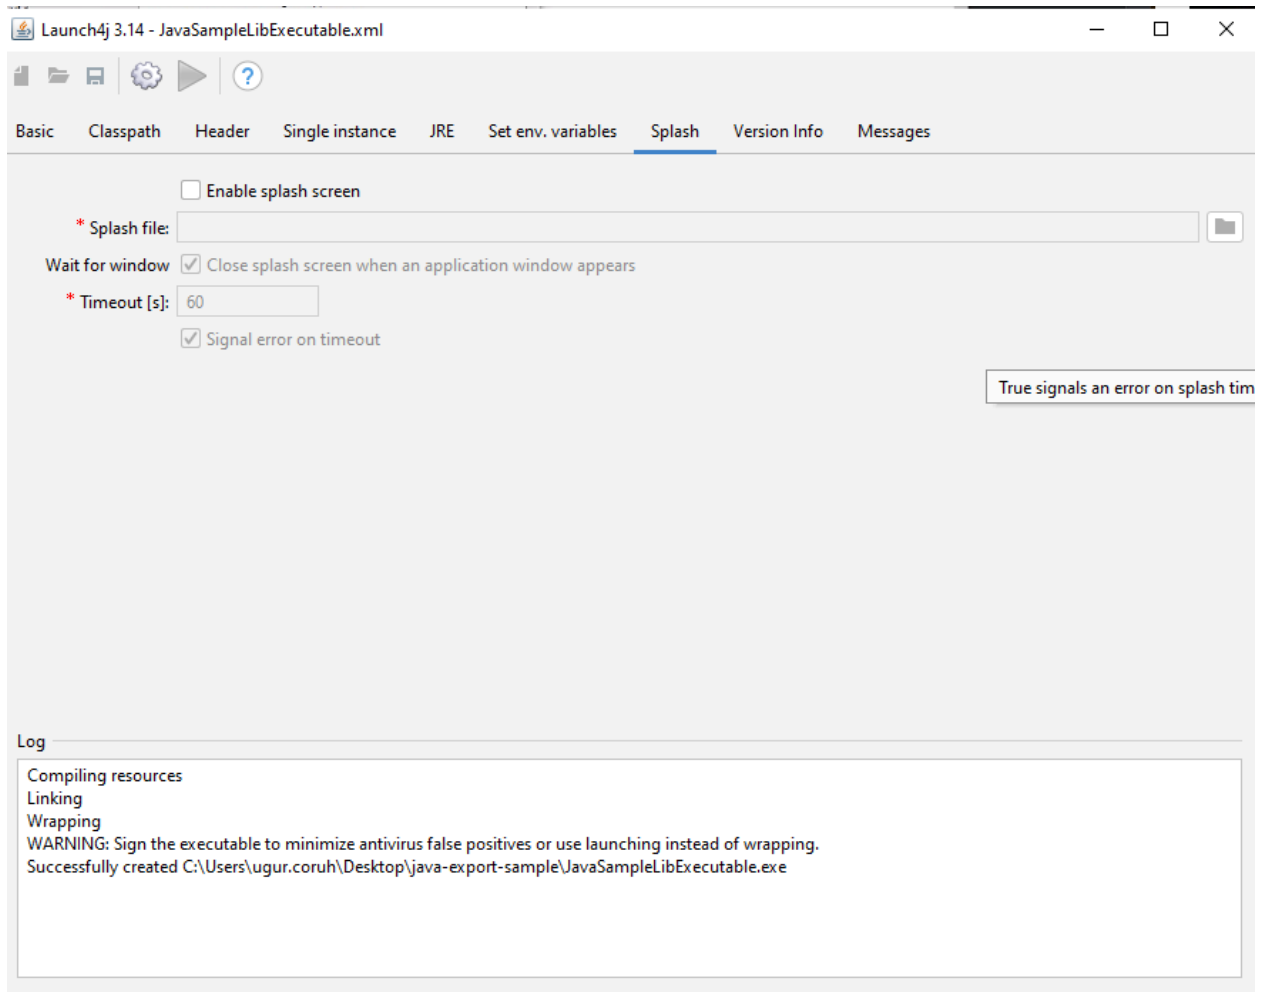 Launch4j 3.14 - JavaSampleLibExecutable.xml
?
Basic Classpath Header Single instance JRE Set env. variables Splash Version Info Messages
Enable splash screen
* Splash file:
Wait for window Close splash screen when an application window appears
* Timeout [s]: 60
Signal error on timeout
True signals an error on splash tim
Log
Compiling resources
Linking
Wrapping
WARNING: Sign the executable to minimize antivirus false positives or use launching instead of wrapping.
Successfully created C:\Users\ugur.coruh\Desktop\java-export-sample\JavaSampleLibExecutable.exe